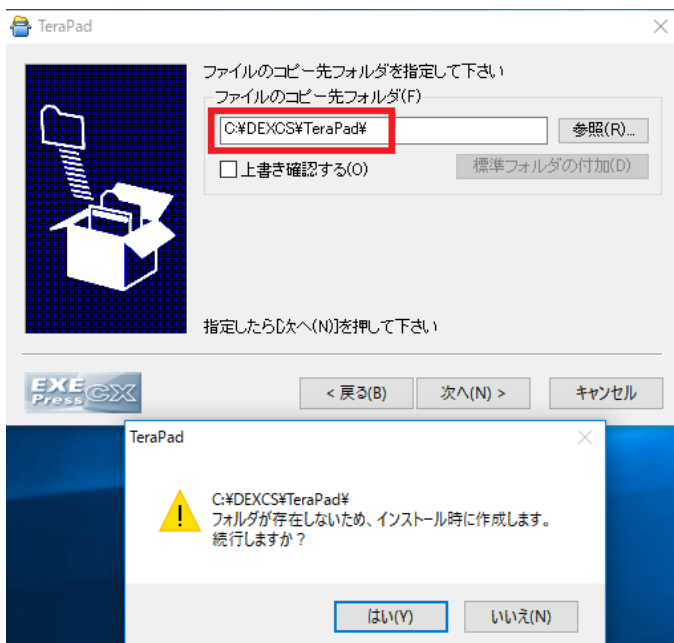 TeraPad
ファイルのコピー先フォルダを指定して下さい
ファイルのコピー先フォルダ(F)
C:¥DEXCS¥TeraPad¥
参照(R)...
上書き確認する(O)
標準フォルダの付加(D)
指定したら[次へ(N)]を押して下さい
EXE
Press CX
< 戻る(B)
次へ(N) >
キャンセル
TeraPad
C:¥DEXCS¥TeraPad¥
フォルダが存在しないため、インストール時に作成します。
続行しますか？
はい(Y)
いいえ(N)